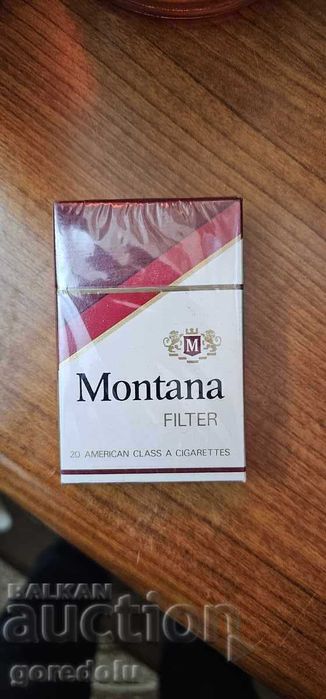 M
Montana
FILTER
20 AMERICAN CLASS A CIGARETTES
BALKAN
auction
goredolu